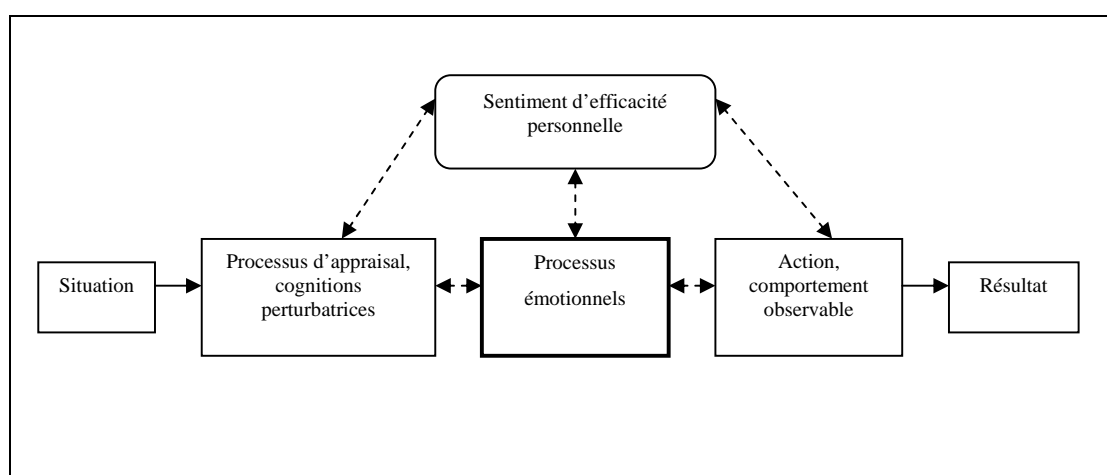 Sentiment d’efficacité
personnelle
Situation
Processus d’appraisal,
cognitions
perturbatrices
Processus
émotionnels
Action,
comportement
observable
Résultat